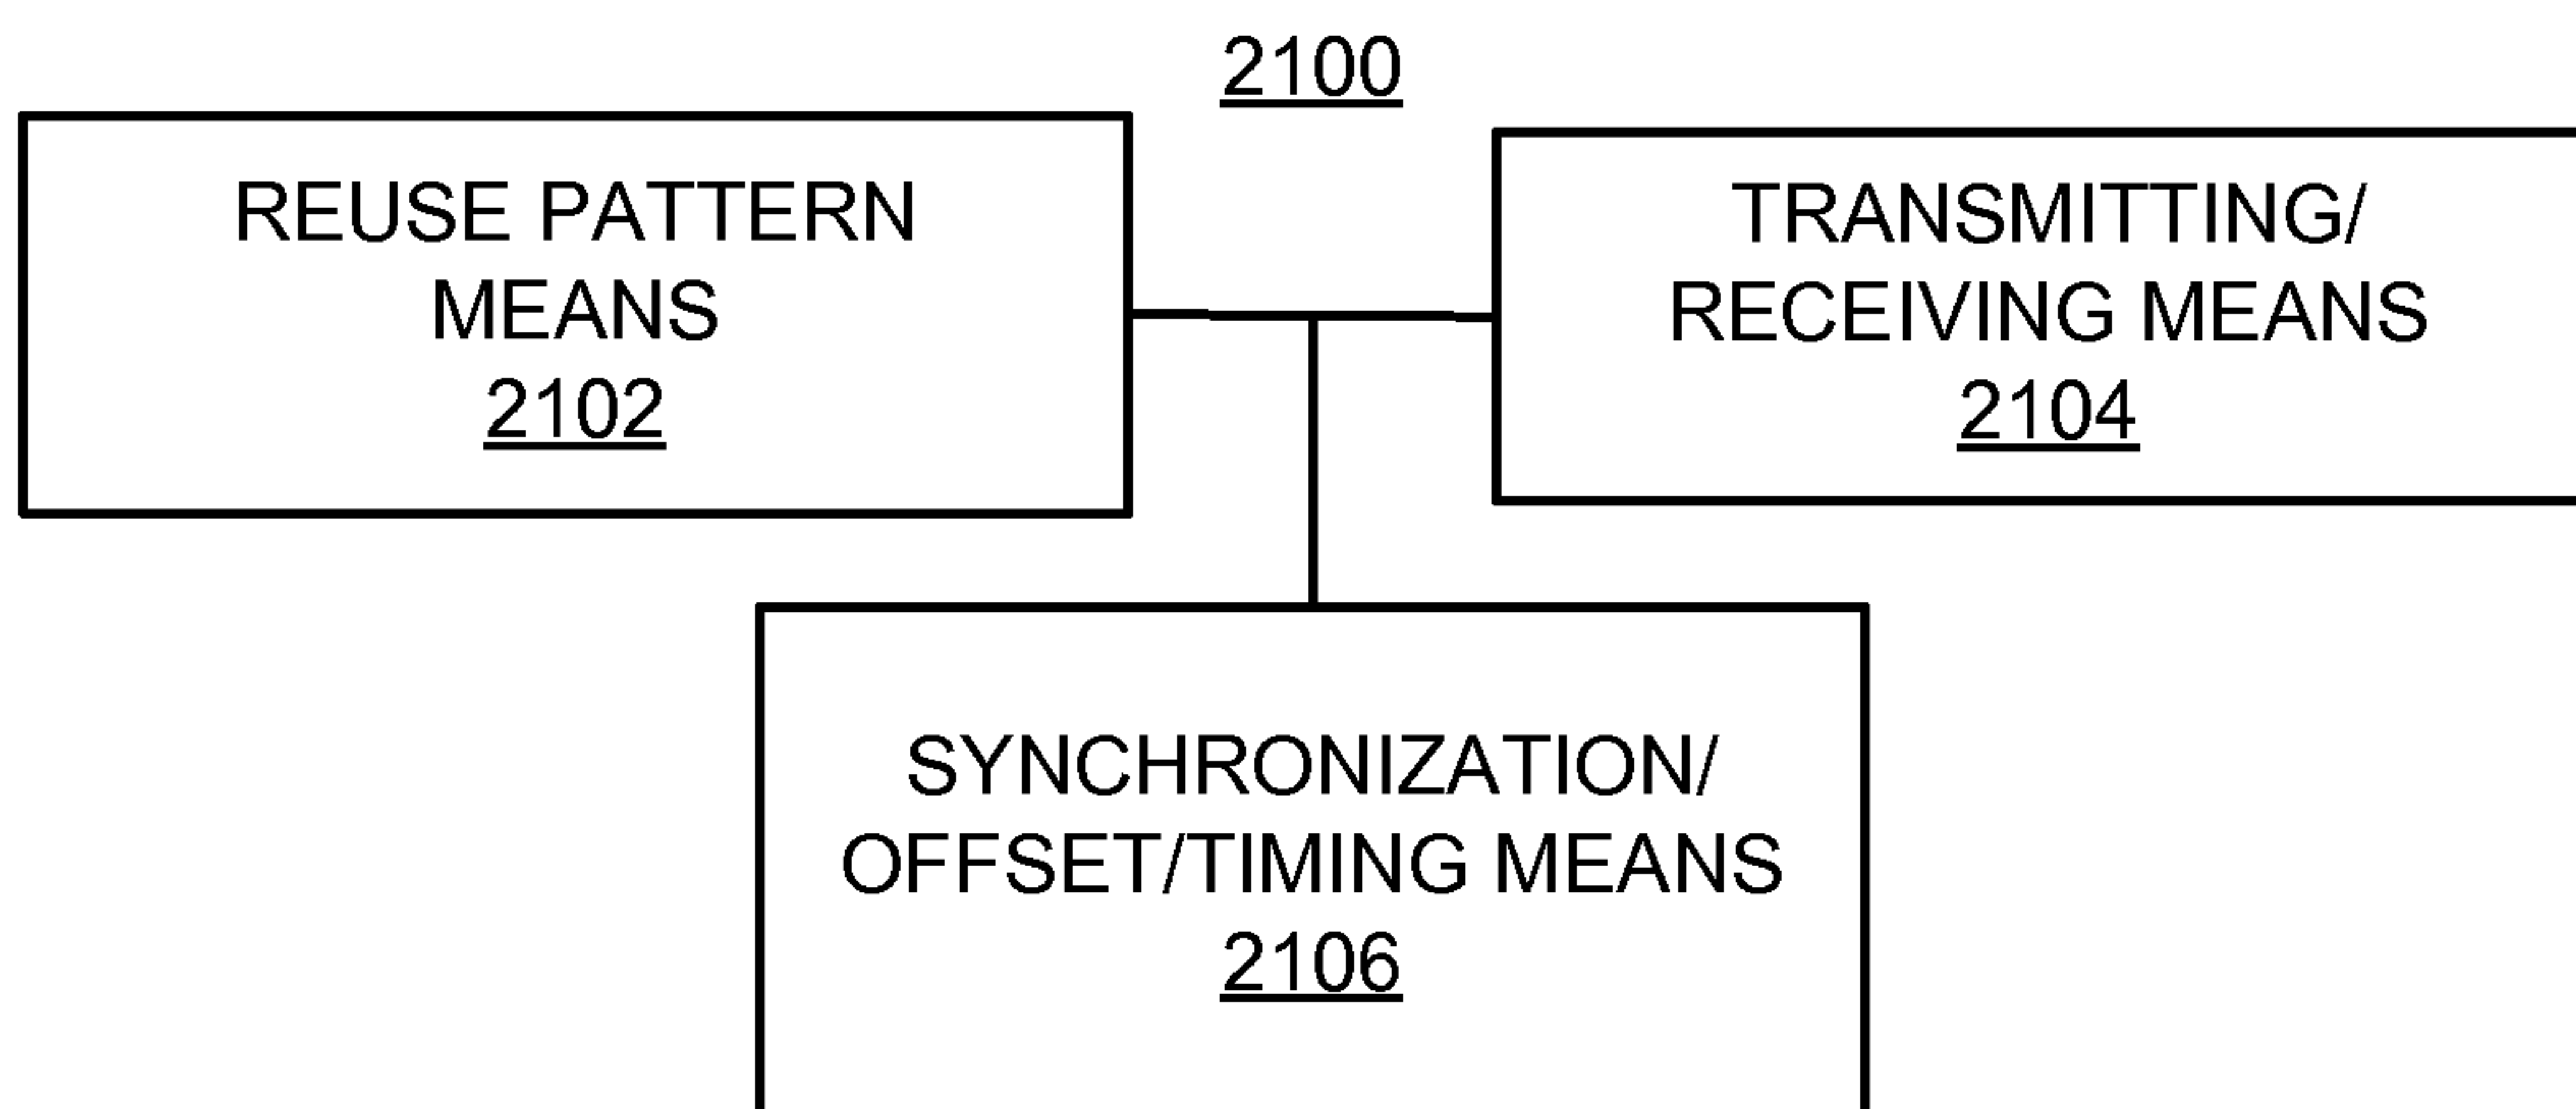 2100
REUSE PATTERN
MEANS
2102
TRANSMITTING/
RECEIVING MEANS
2104
SYNCHRONIZATION/
OFFSET/TIMING MEANS
2106